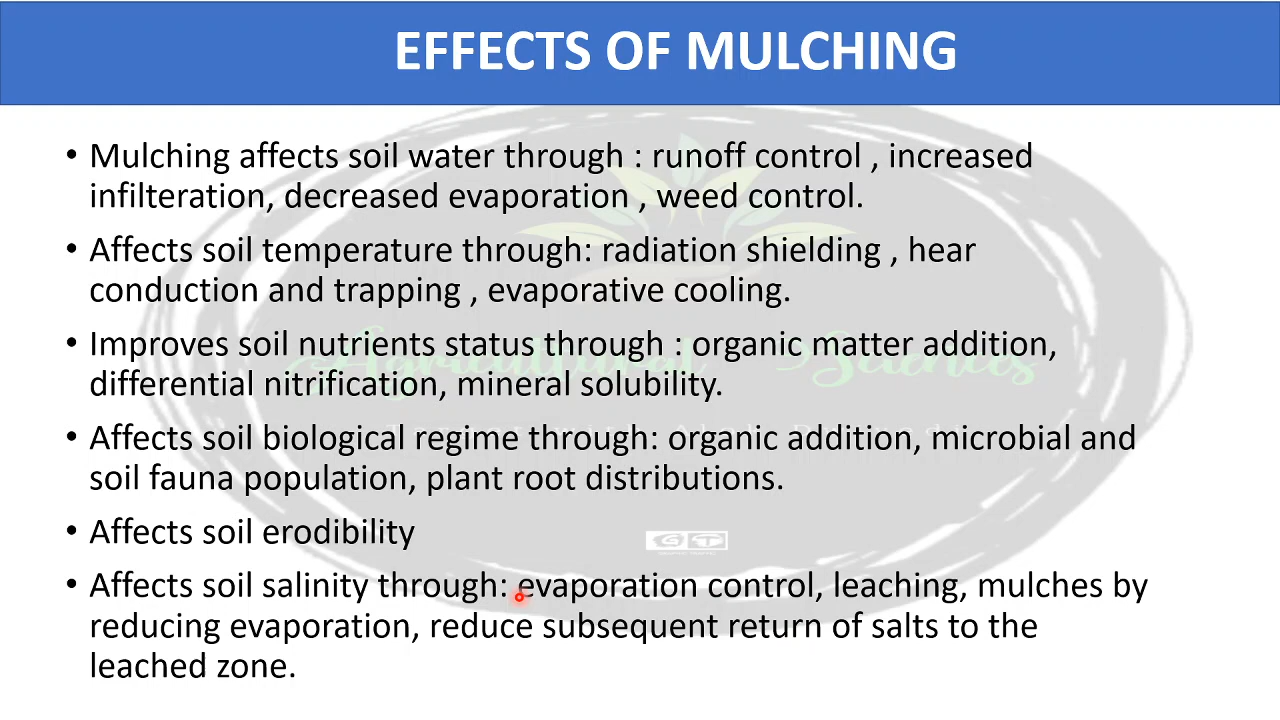 EFFECTS OF MULCHING
• Mulching affects soil water through : runoff control , increased
infilteration, decreased evaporation , weed control.
• Affects soil temperature through: radiation shielding , hear
conduction and trapping , evaporative cooling.
• Improves soil nutrients status through : organic matter addition,
differential nitrification, mineral solubility.
Agricultural Sciences
• Affects soil biological regime through: organic addition, microbial and
soil fauna population, plant root distributions.
• Affects soil erodibility
GT
• Affects soil salinity through: evaporation control, leaching, mulches by
reducing evaporation, reduce subsequent return of salts to the
leached zone.